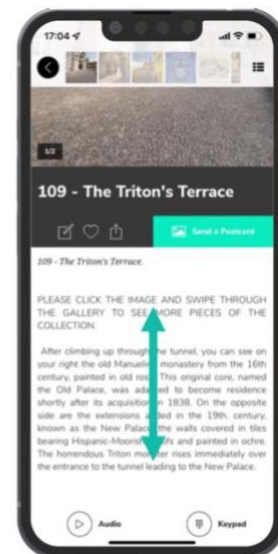 17:04
1/2
109 - The Triton's Terrace
Send a Postcard
109 - The Triton's Terrace.
PLEASE CLICK THE IMAGE AND SWIPE THROUGH
THE GALLERY TO SEE MORE PIECES OF THE
COLLECTION.
After climbing up through the tunnel, you can see on
your right the old Manueline monastery from the 16th
century, painted in old rose. This original core, named
the Old Palace, was adapted to become residence
shortly after its acquisition in 1838. On the opposite
side are the extensions added in the 19th. century,
known as the New Palace, the walls covered in tiles
bearing Hispanic-Moorish motifs and painted in ochre.
The horrendous Triton monster rises immediately over
the entrance to the tunnel leading to the New Palace.
Audio
Keypad